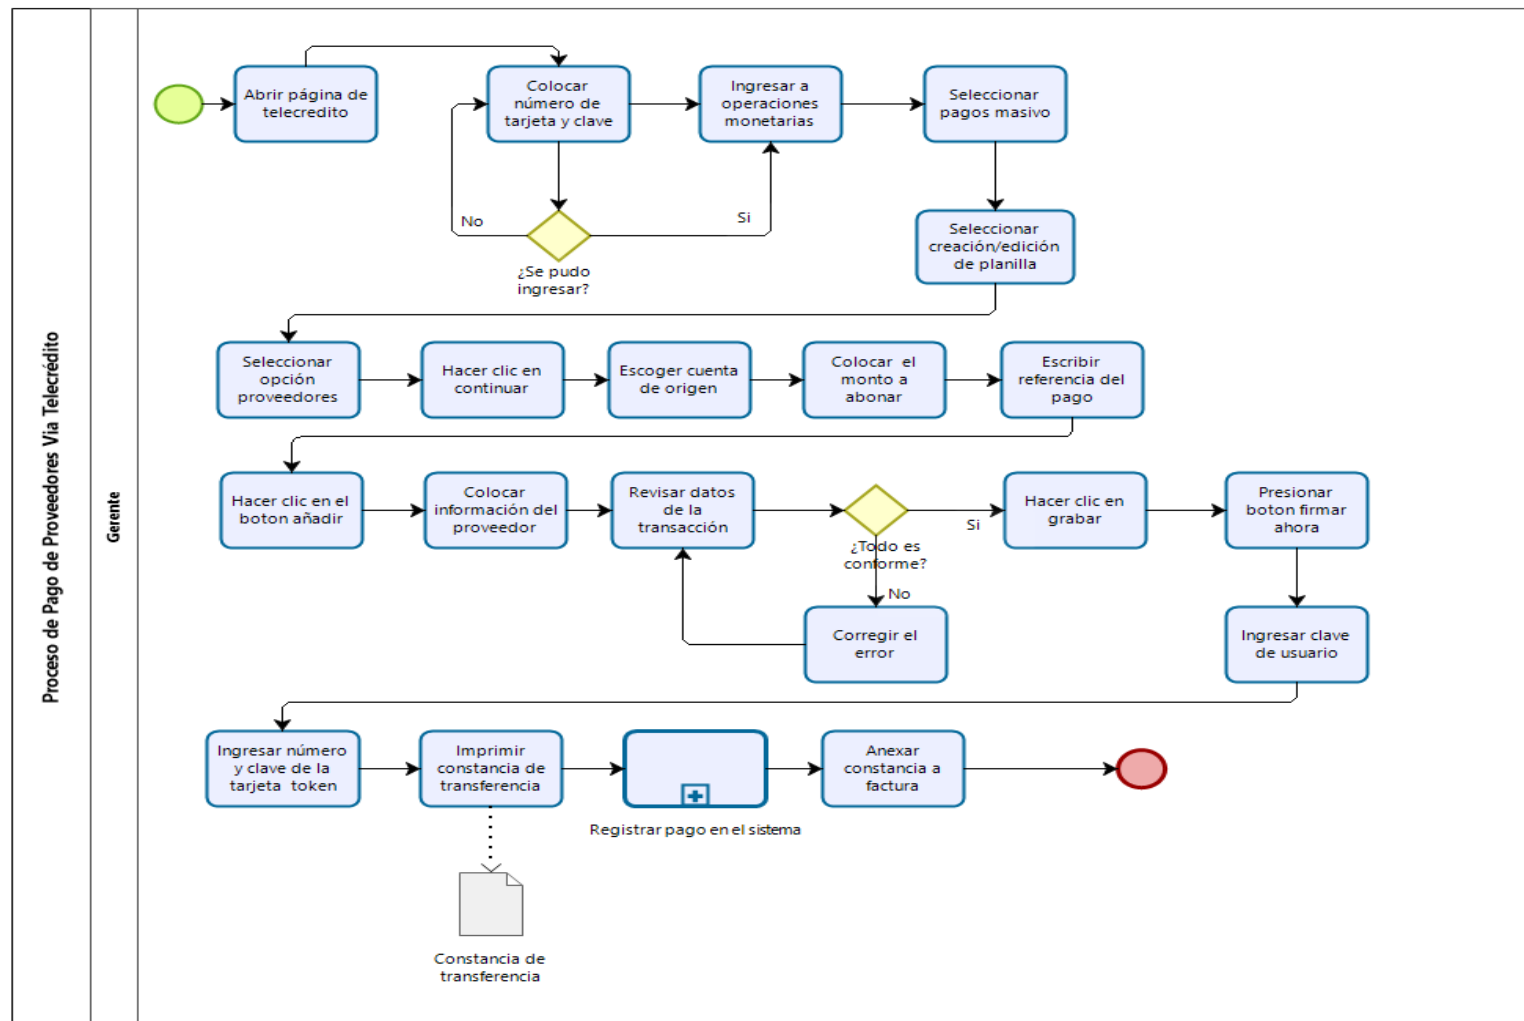 Proceso de Pago de Proveedores Via Telecrédito
Gerente
Abrir página de
telecredito
Colocar
número de
tarjeta y clave
Ingresar a
operaciones
monetarias
Seleccionar
pagos masivo
No
Si
¿Se pudo
ingresar?
Seleccionar
creación/edición
de planilla
Seleccionar
opción
proveedores
Hacer clic en
continuar
Escoger cuenta
de origen
Colocar el
monto a
abonar
Escribir
referencia del
pago
Hacer clic en el
boton añadir
Colocar
información del
proveedor
Revisar datos
de la
transacción
¿Todo es
conforme?
Si
No
Hacer clic en
grabar
Presionar
boton firmar
ahora
Corregir el
error
Ingresar clave
de usuario
Ingresar número
y clave de la
tarjeta token
Imprimir
constancia de
transferencia
Registrar pago en el sistema
Anexar
constancia a
factura
Constancia de
transferencia